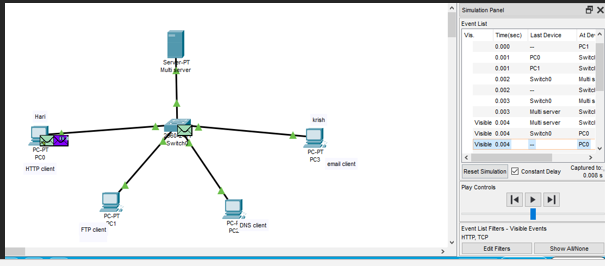 Server-PT
Multi server
Hari
PC-PT
PC0
HTTP client
Switch0
krish
PC-PT
PC3
email client
PC-PT
PC1
FTP client
DNS client
Simulation Panel
Event List
Vis. Time(sec) Last Device At De
0.000 -- PC1
0.001 PC0 Switc
0.001 PC1 Switc
0.002 Switch0 Multi s
0.002 -- Switc
0.003 Switch0 Multi s
0.003 Multi server Switc
Visible 0.004 Multi server Switc
Visible 0.004 Switch0 PC0
Visible 0.004 -- PC0
Reset Simulation Constant Delay Captured to:
0.008 s
Play Controls
Event List Filters - Visible Events
HTTP, TCP
Edit Filters Show All/None